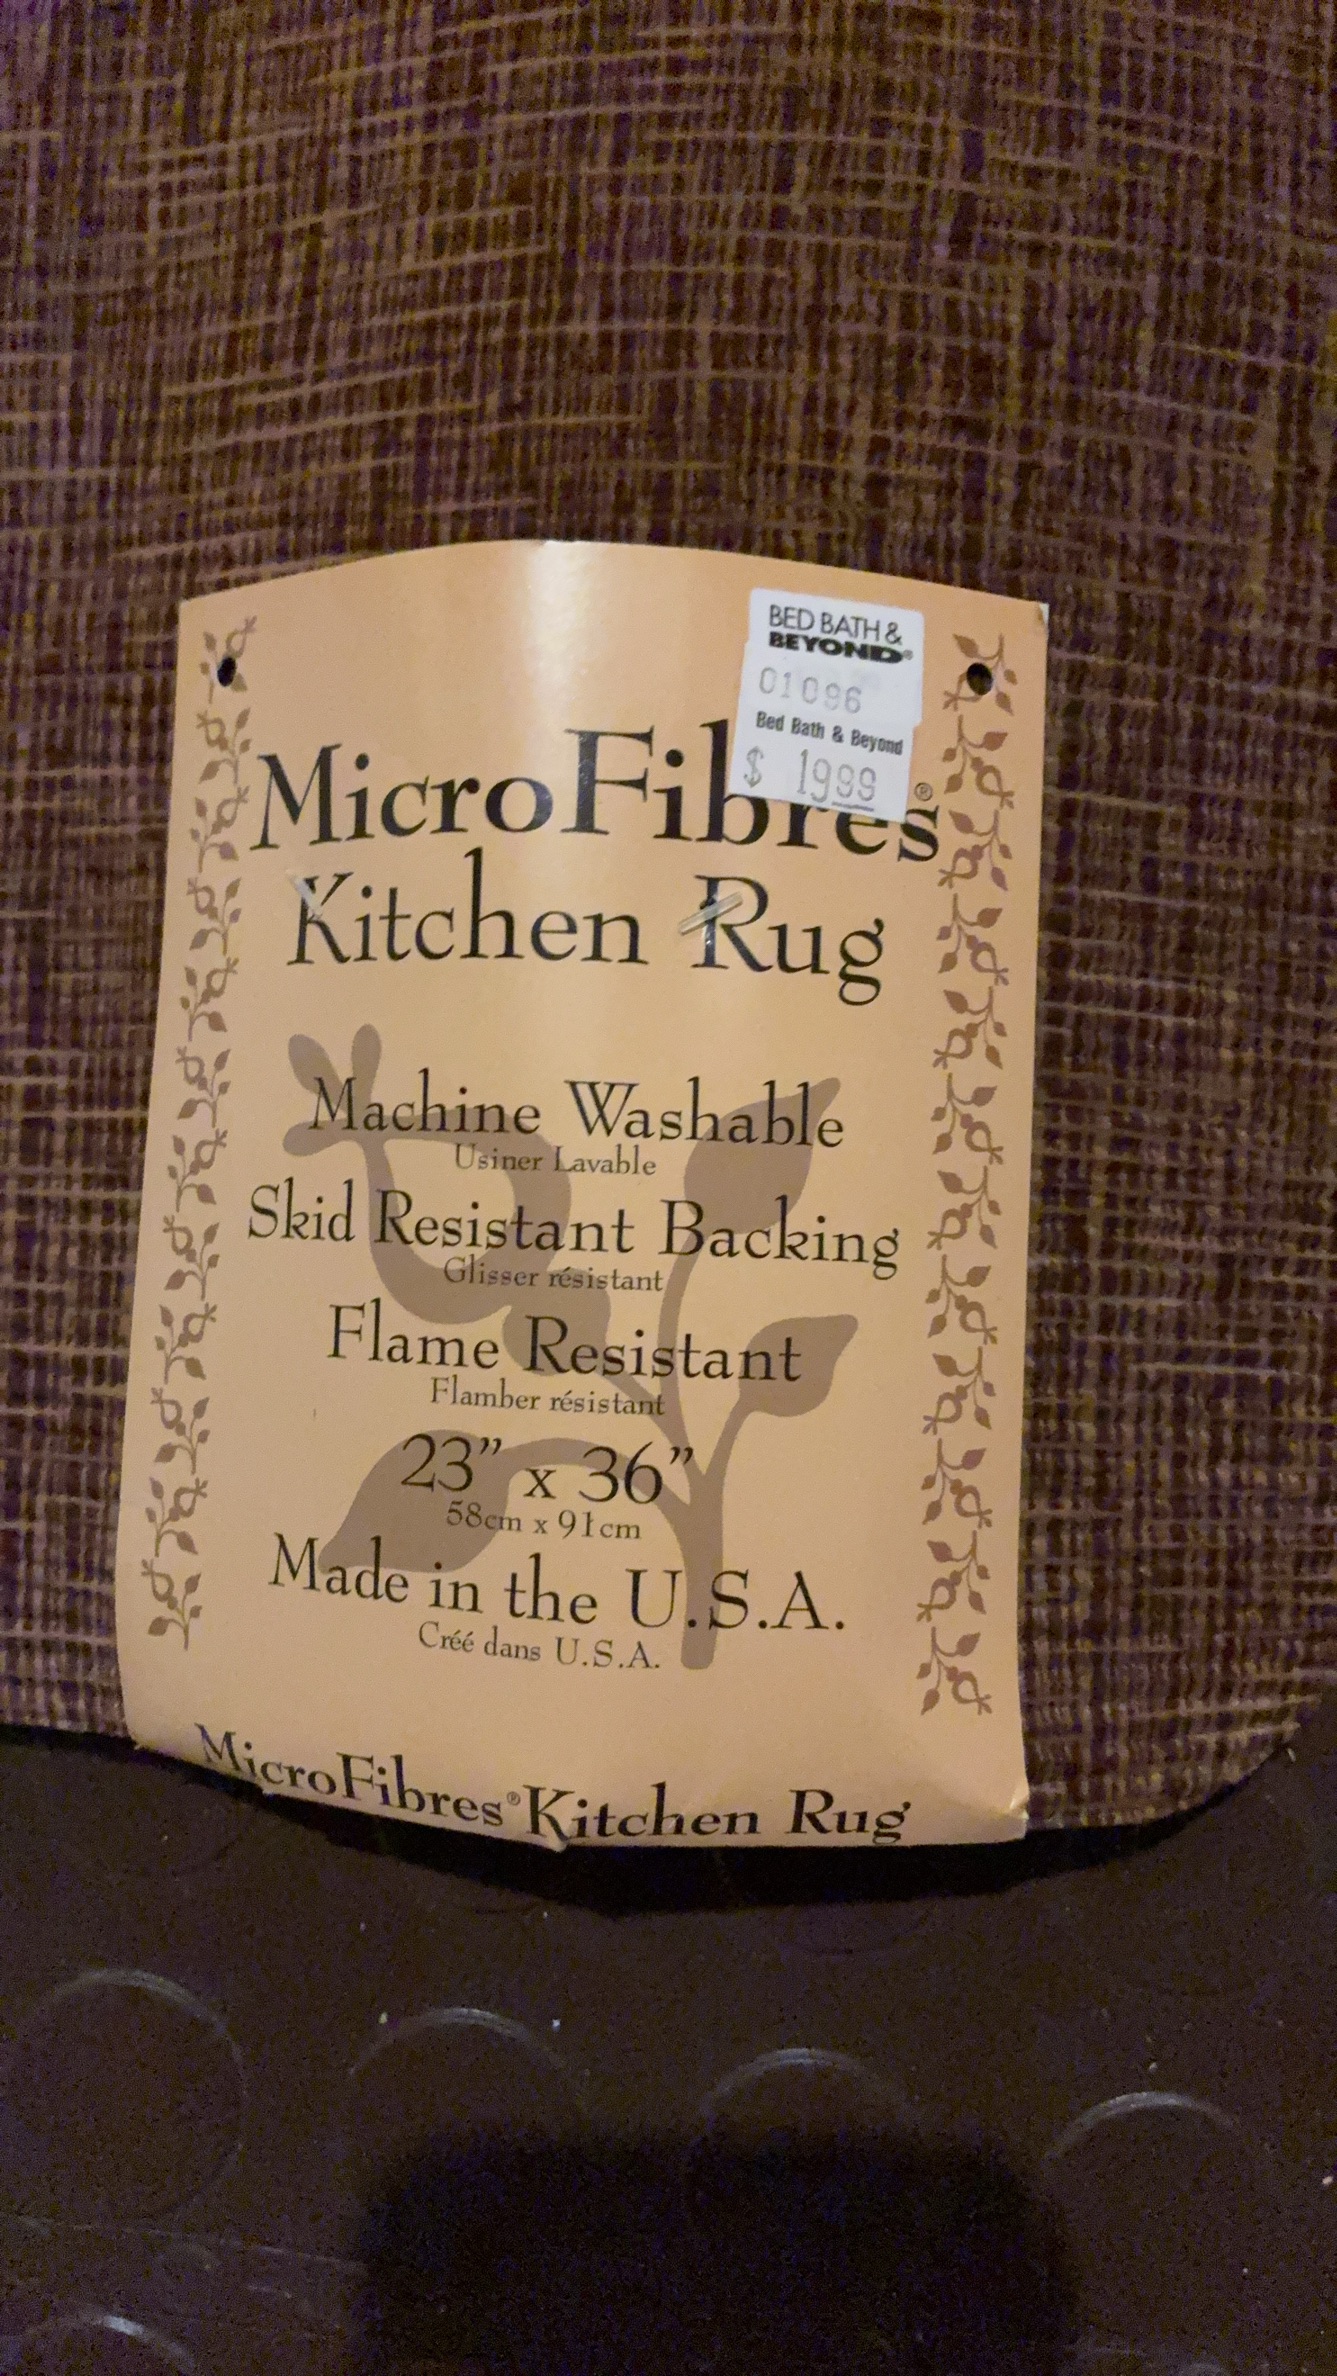 BED BATH &
BEYOND®
01096
Bed Bath & Beyond
$ 1999
MicroFibres®
Kitchen Rug
Machine Washable
Usiner Lavable
Skid Resistant Backing
Glisser résistant
Flame Resistant
Flamber résistant
23” x 36”
58cm x 91cm
Made in the U.S.A.
Créé dans U.S.A.
MicroFibres® Kitchen Rug